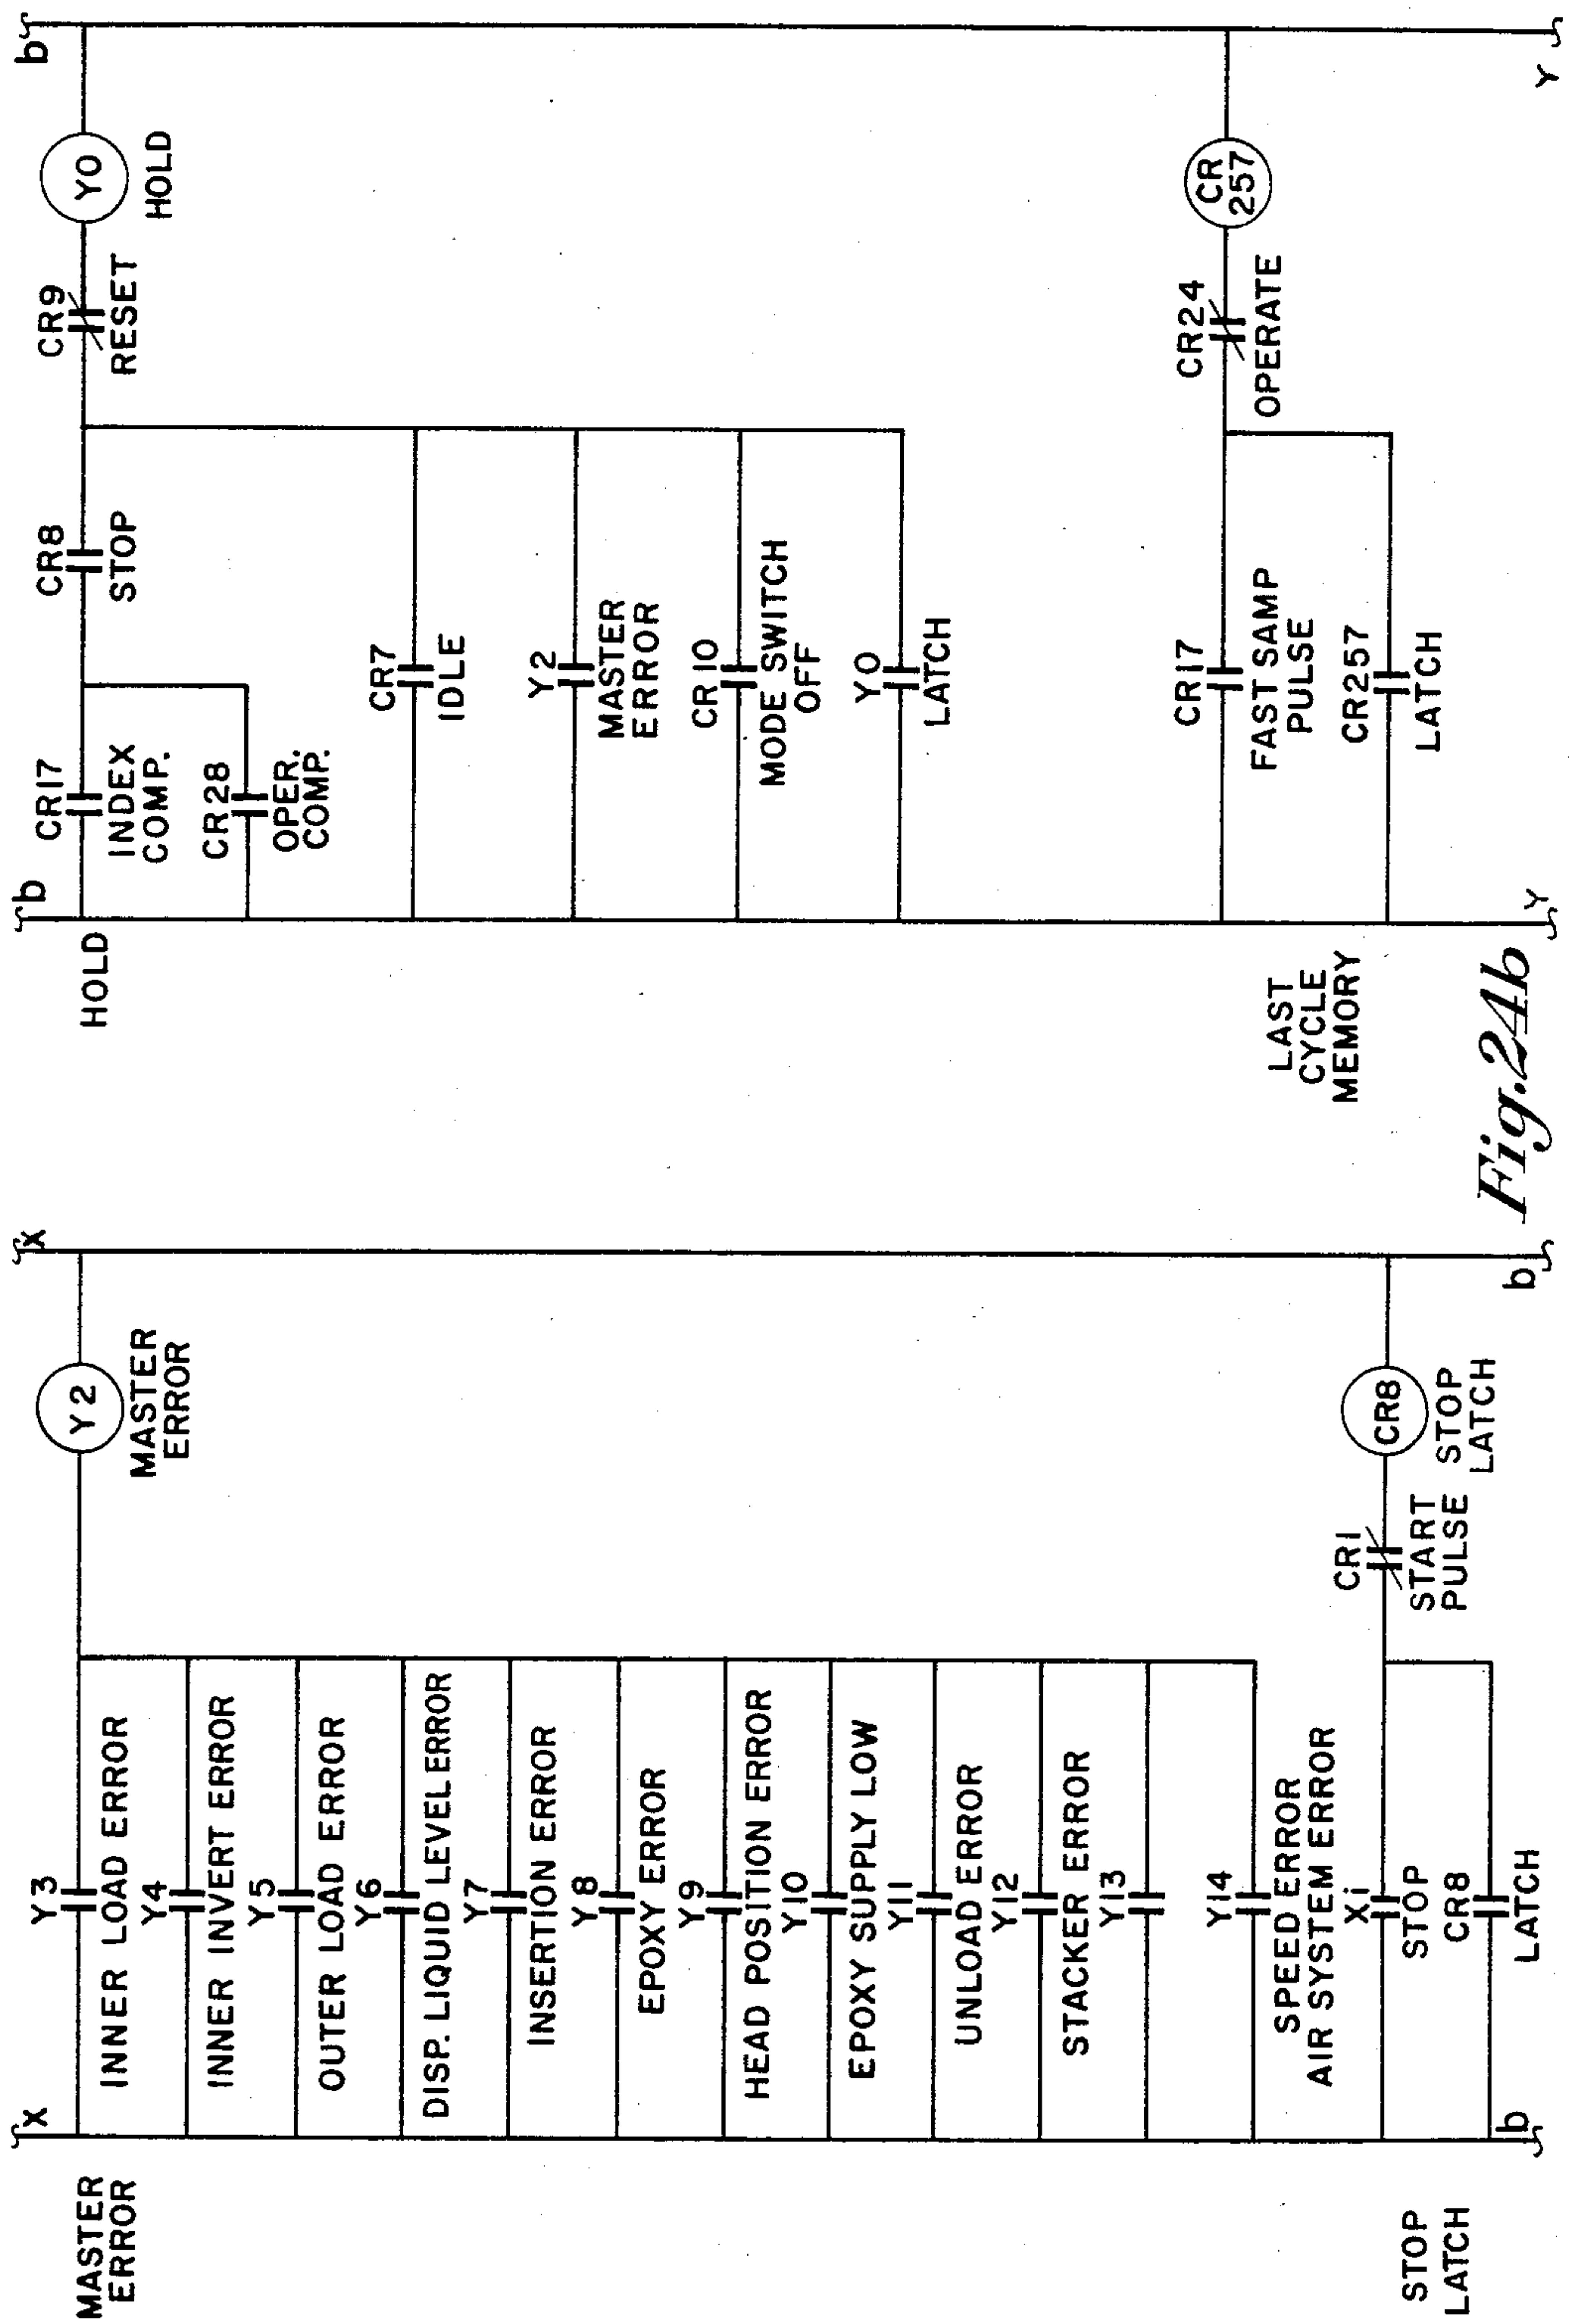 X
X
MASTER
ERROR
Y3
INNER LOAD ERROR
Y2
MASTER
ERROR
Y4
INNER INVERT ERROR
Y5
OUTER LOAD ERROR
Y6
DISP. LIQUID LEVEL ERROR
Y7
INSERTION ERROR
Y8
EPOXY ERROR
Y9
HEAD POSITION ERROR
Y10
EPOXY SUPPLY LOW
Y11
UNLOAD ERROR
Y12
STACKER ERROR
Y13
Y14
SPEED ERROR
AIR SYSTEM ERROR
STOP
LATCH
X1
STOP
CR1
START
PULSE
CR8
STOP
LATCH
CR8
LATCH
b
b
b
b
HOLD
CR17
INDEX
COMP.
CR8
STOP
CR9
RESET
Y0
HOLD
CR28
OPER.
COMP.
CR7
IDLE
Y2
MASTER
ERROR
CR10
MODE SWITCH
OFF
Y0
LATCH
LAST
CYCLE
MEMORY
CR17
FAST SAMP
PULSE
CR24
OPERATE
CR
257
CR257
LATCH
Y
Y
Fig.24b